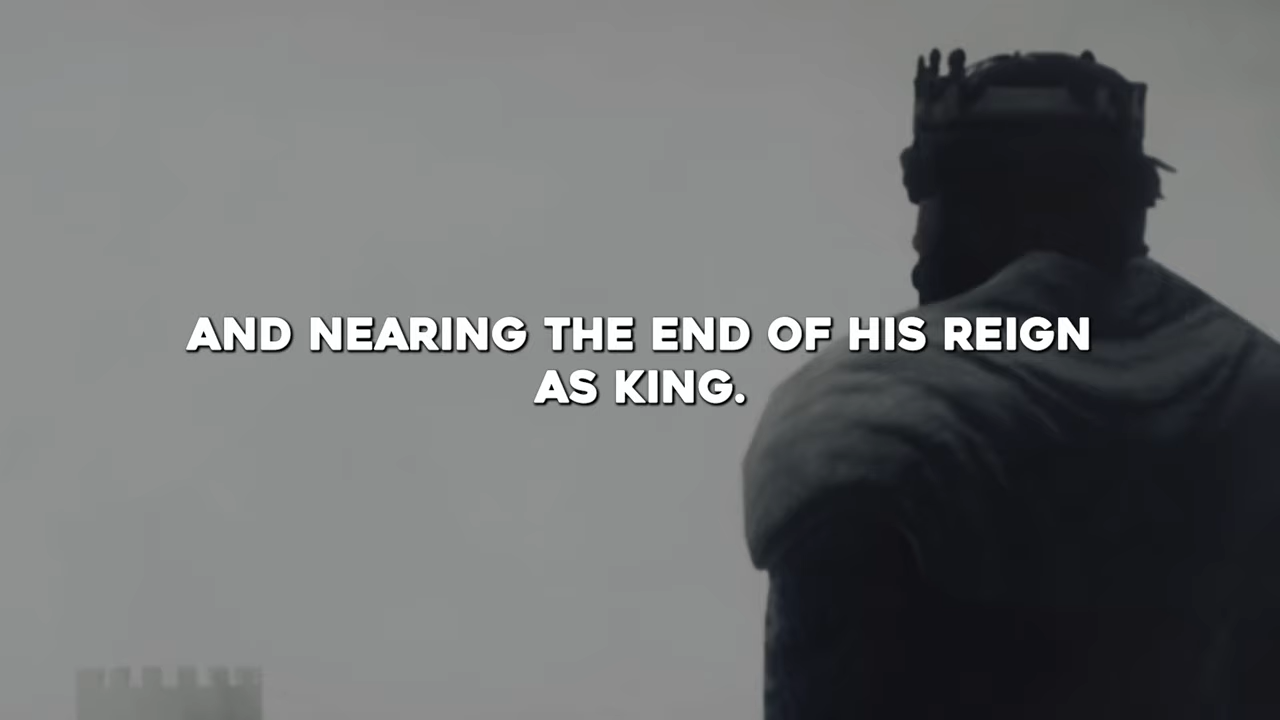 AND NEARING THE END OF HIS REIGN
AS KING.